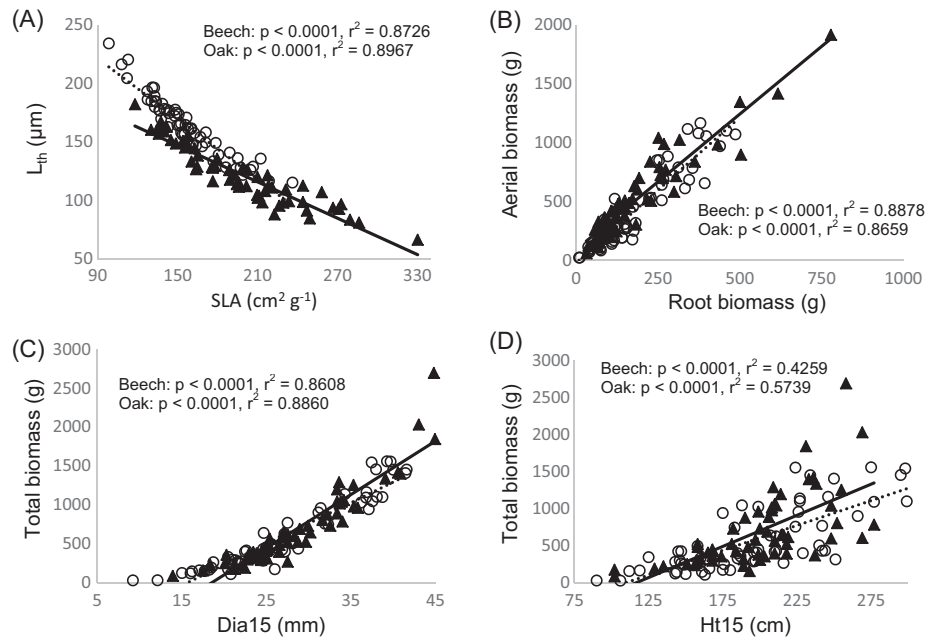 (A)
250
200
150
100
50
L_th (µm)
Beech: p < 0.0001, r² = 0.8726
Oak: p < 0.0001, r² = 0.8967
90 150 210 270 330
SLA (cm² g⁻¹)
(B)
2000
1500
1000
500
0
Aerial biomass (g)
Beech: p < 0.0001, r² = 0.8878
Oak: p < 0.0001, r² = 0.8659
0 250 500 750 1000
Root biomass (g)
(C)
3000
2500
2000
1500
1000
500
0
Total biomass (g)
Beech: p < 0.0001, r² = 0.8608
Oak: p < 0.0001, r² = 0.8860
5 15 25 35 45
Dia15 (mm)
(D)
3000
2500
2000
1500
1000
500
0
Total biomass (g)
Beech: p < 0.0001, r² = 0.4259
Oak: p < 0.0001, r² = 0.5739
75 125 175 225 275
Ht15 (cm)